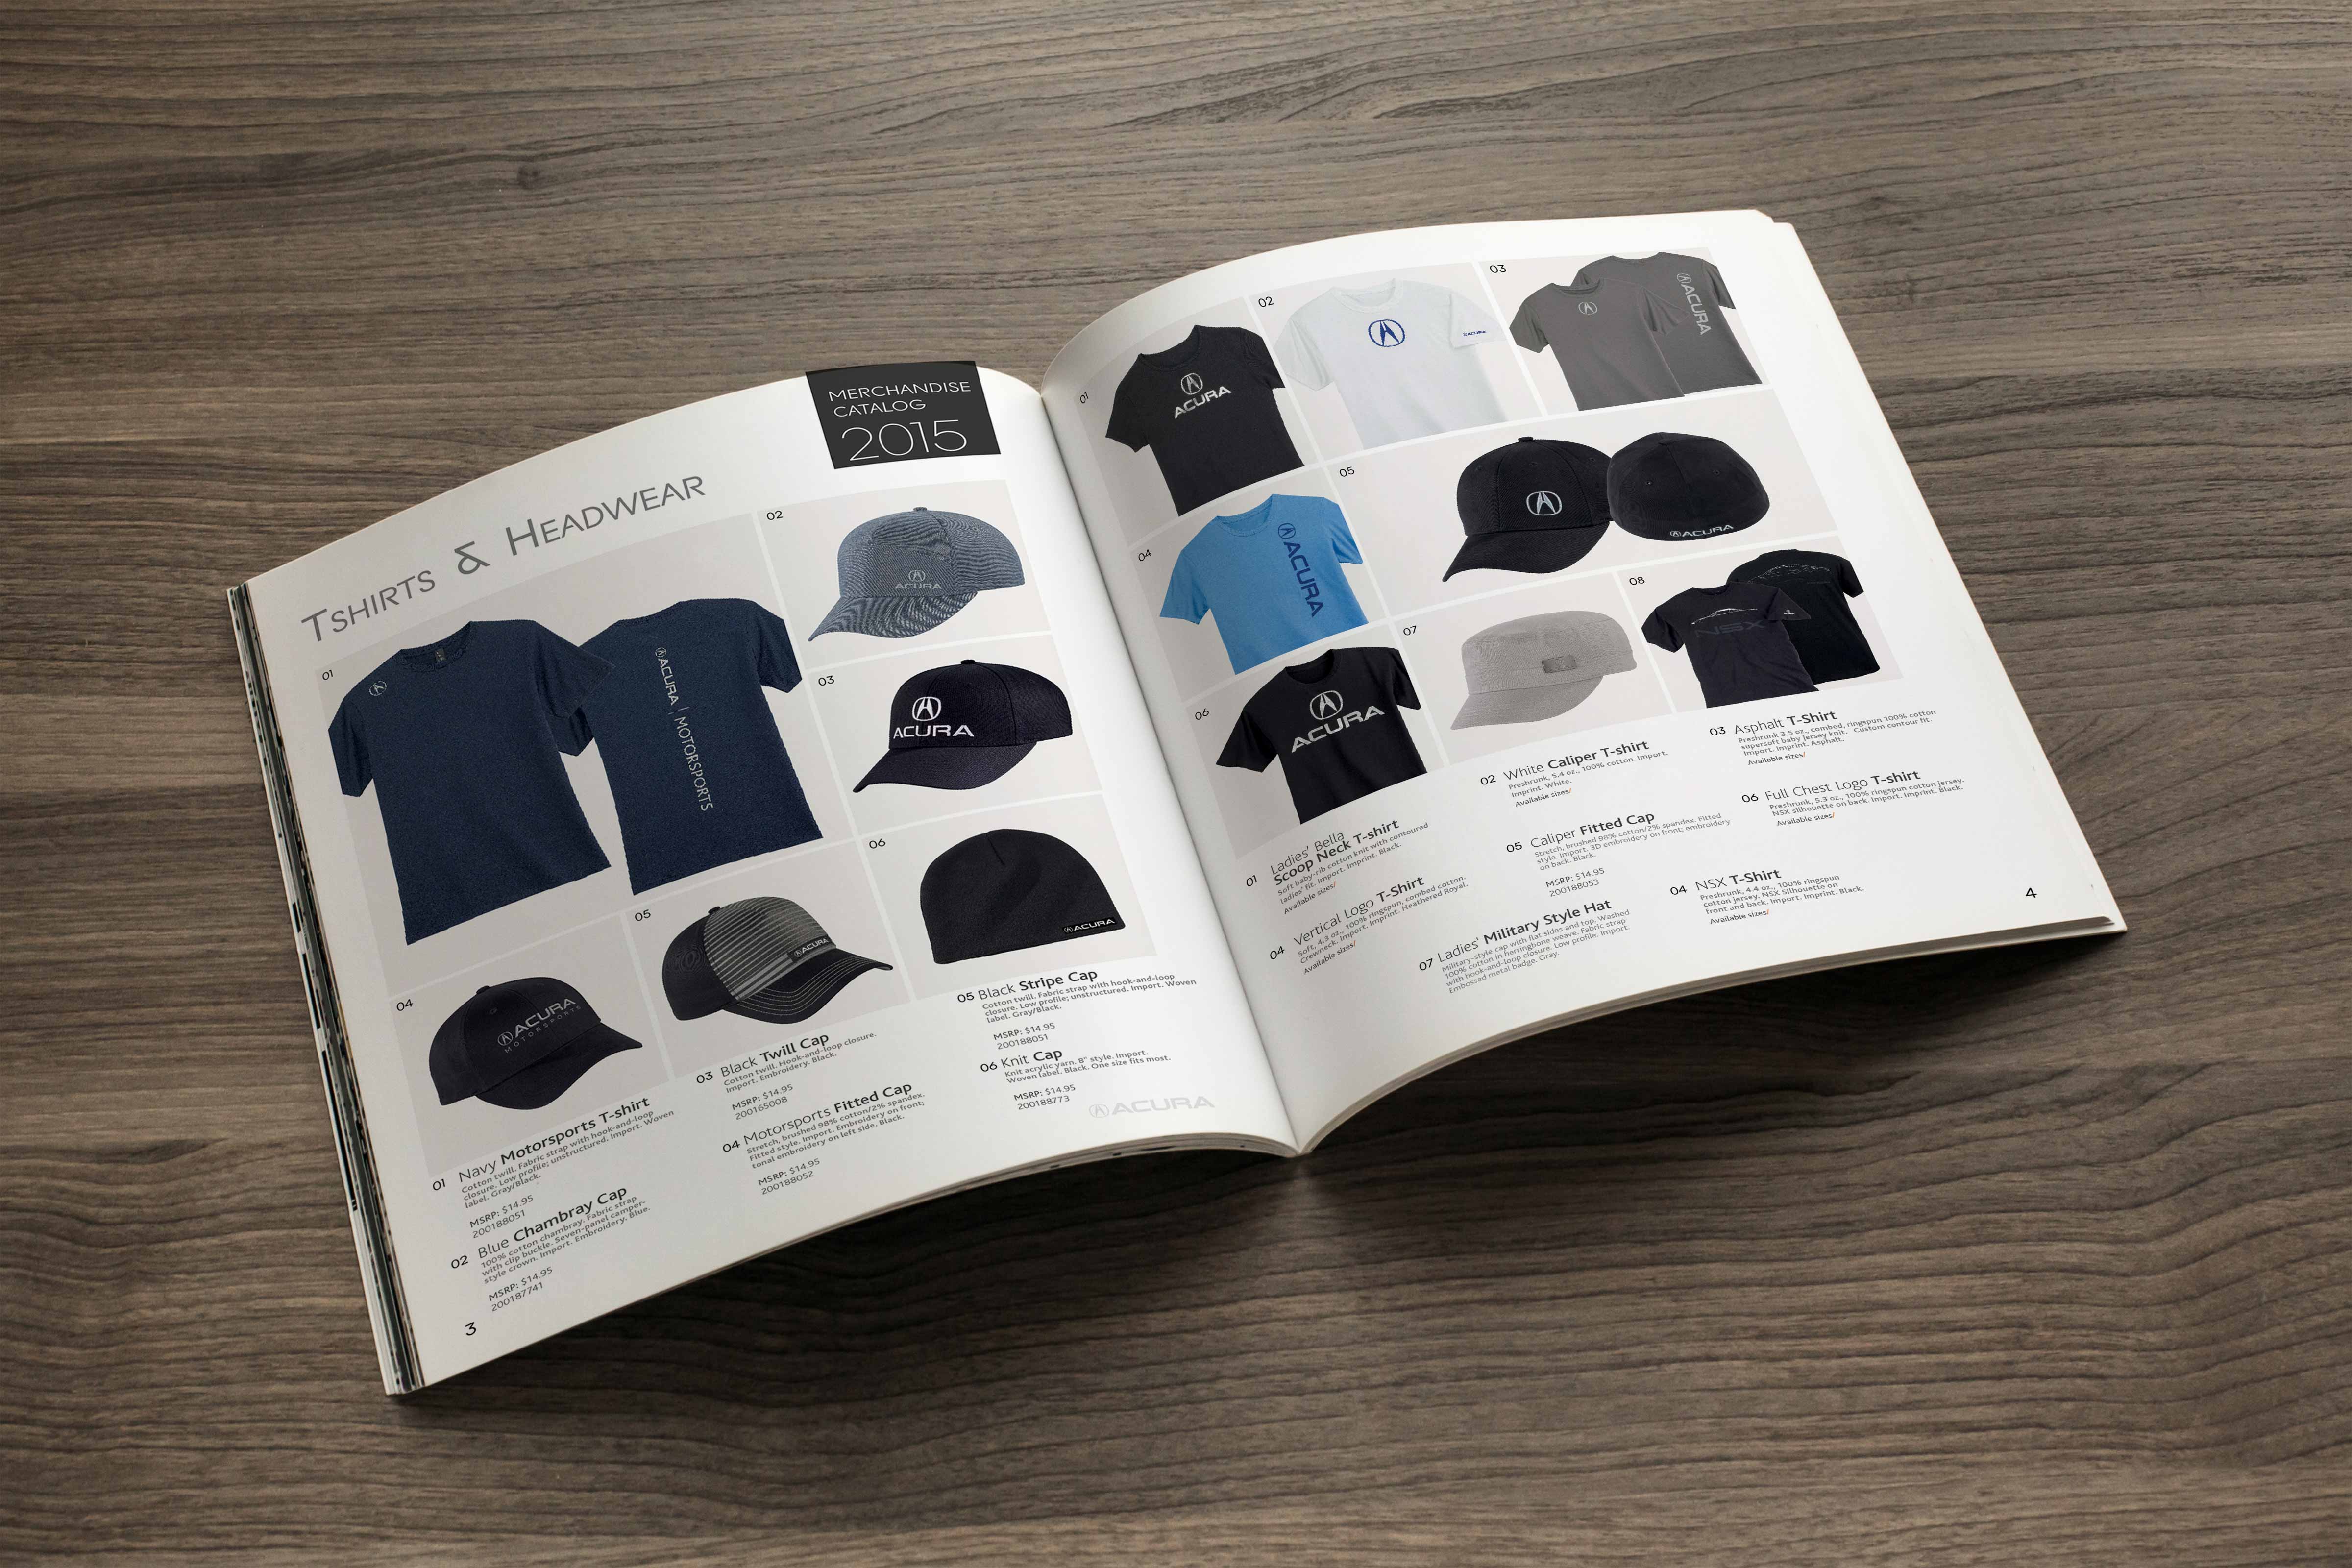 MERCHANDISE
CATALOG
2015
TSHIRTS & HEADWEAR
01
ACURA | MOTORSPORTS
02
ACURA
03
ACURA
04
ACURA
MOTORSPORTS
05
ACURA
06
ACURA
01 Navy Motorsports T-shirt
Cotton twill. Fabric strap with hook-and-loop
closure. Low profile; unstructured. Import. Woven
label. Gray/Black.
MSRP: $14.95
200188051
02 Blue Chambray Cap
100% cotton chambray. Fabric strap
with clip buckle. Seven-panel camper-
style crown. Import. Embroidery. Blue.
MSRP: $14.95
200187741
03 Black Twill Cap
Cotton twill. Hook-and-loop closure.
Import. Embroidery. Black.
MSRP: $14.95
200165008
04 Motorsports Fitted Cap
Stretch, brushed 98% cotton/2% spandex.
Fitted style. Import. Embroidery on front;
tonal embroidery on left side. Black.
MSRP: $14.95
200188052
05 Black Stripe Cap
Cotton twill. Fabric strap with hook-and-loop
closure. Low profile; unstructured. Import. Woven
label. Gray/Black.
MSRP: $14.95
200188051
06 Knit Cap
Knit acrylic yarn. 8" style. Import.
Woven label. Black. One size fits most.
MSRP: $14.95
200188773
ACURA
3
01
ACURA
02
ACURA
03
ACURA
04
ACURA
05
ACURA
06
ACURA
07
08
NSX
01 Ladies' Bella
Scoop Neck T-shirt
Soft baby-rib cotton knit with contoured
ladies' fit. Import. Imprint. Black.
Available sizes/
02 White Caliper T-shirt
Preshrunk, 5.4 oz., 100% cotton. Import.
Imprint. White.
Available sizes/
03 Asphalt T-Shirt
Preshrunk 3.5 oz., combed, ringspun 100% cotton
supersoft baby jersey knit. Custom contour fit.
Import. Imprint. Asphalt.
Available sizes/
04 Vertical Logo T-Shirt
Soft, 4.3 oz., 100% ringspun, combed cotton.
Crewneck. Import. Imprint. Heathered Royal.
Available sizes/
05 Caliper Fitted Cap
Stretch, brushed 98% cotton/2% spandex. Fitted
style. Import. 3D embroidery on front; embroidery
on back. Black.
MSRP: $14.95
200188053
06 Full Chest Logo T-shirt
Preshrunk, 5.3 oz., 100% ringspun cotton jersey.
NSX silhouette on back. Import. Imprint. Black.
Available sizes/
07 Ladies' Military Style Hat
Military-style cap with flat sides and top. Washed
100% cotton in herringbone weave. Fabric strap
with hook-and-loop closure. Low profile. Import.
Embossed metal badge. Gray.
04 NSX T-Shirt
Preshrunk, 4.4 oz., 100% ringspun
cotton jersey. NSX Silhouette on
front and back. Import. Imprint. Black.
Available sizes/
4